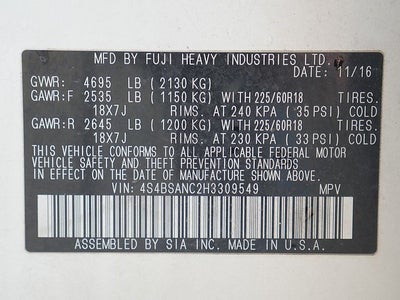 MFD BY FUJI HEAVY INDUSTRIES LTD.
DATE: 11/16
GVWR: 4695 LB (2130 KG)
GAWR:F 2535 LB (1150 KG) WITH 225/60R18 TIRES.
18X7J RIMS. AT 240 KPA (35 PSI) COLD
GAWR:R 2645 LB (1200 KG) WITH 225/60R18 TIRES.
18X7J RIMS. AT 230 KPA (33 PSI) COLD
THIS VEHICLE CONFORMS TO ALL APPLICABLE FEDERAL MOTOR
VEHICLE SAFETY AND THEFT PREVENTION STANDARDS
IN EFFECT ON THE DATE OF MANUFACTURE SHOWN ABOVE.
VIN: 4S4BSANC2H3309549 MPV
ASSEMBLED BY SIA INC. MADE IN U.S.A.